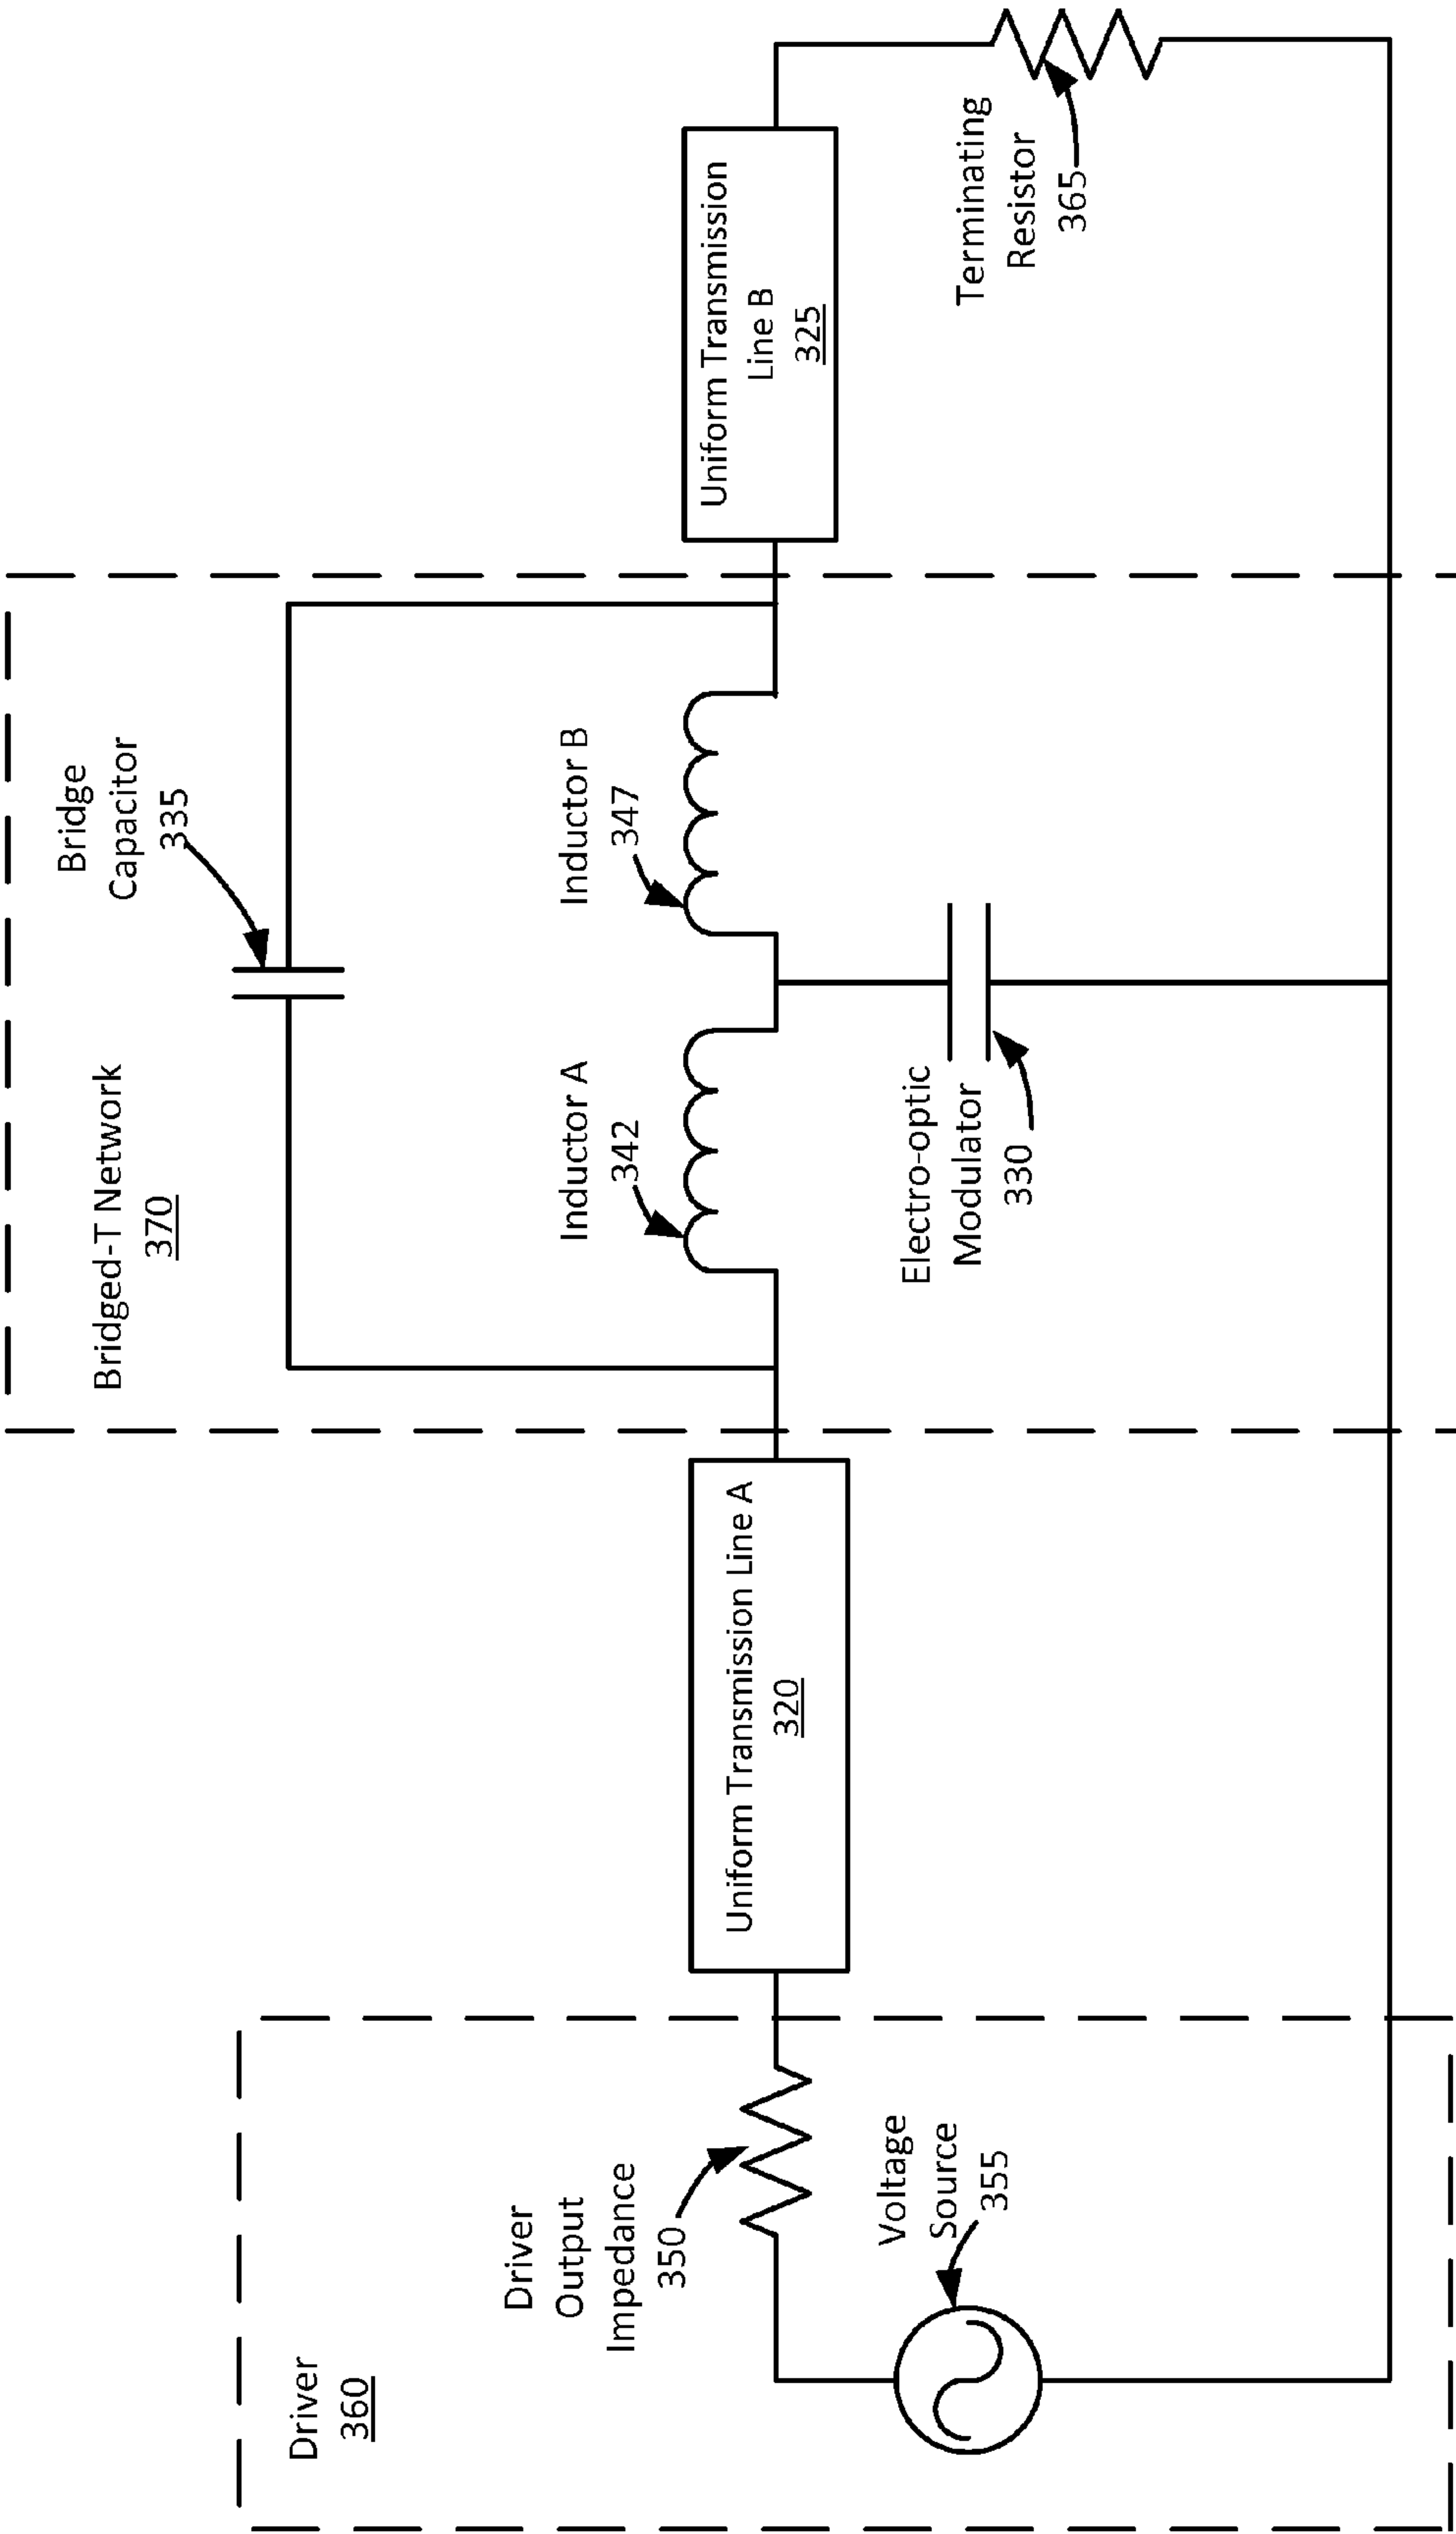 Driver
360
Driver
Output
Impedance
350
Voltage
Source
355
Uniform Transmission Line A
320
Bridged-T Network
370
Bridge
Capacitor
335
Inductor A
342
Inductor B
347
Electro-optic
Modulator
330
Uniform Transmission
Line B
325
Terminating
Resistor
365